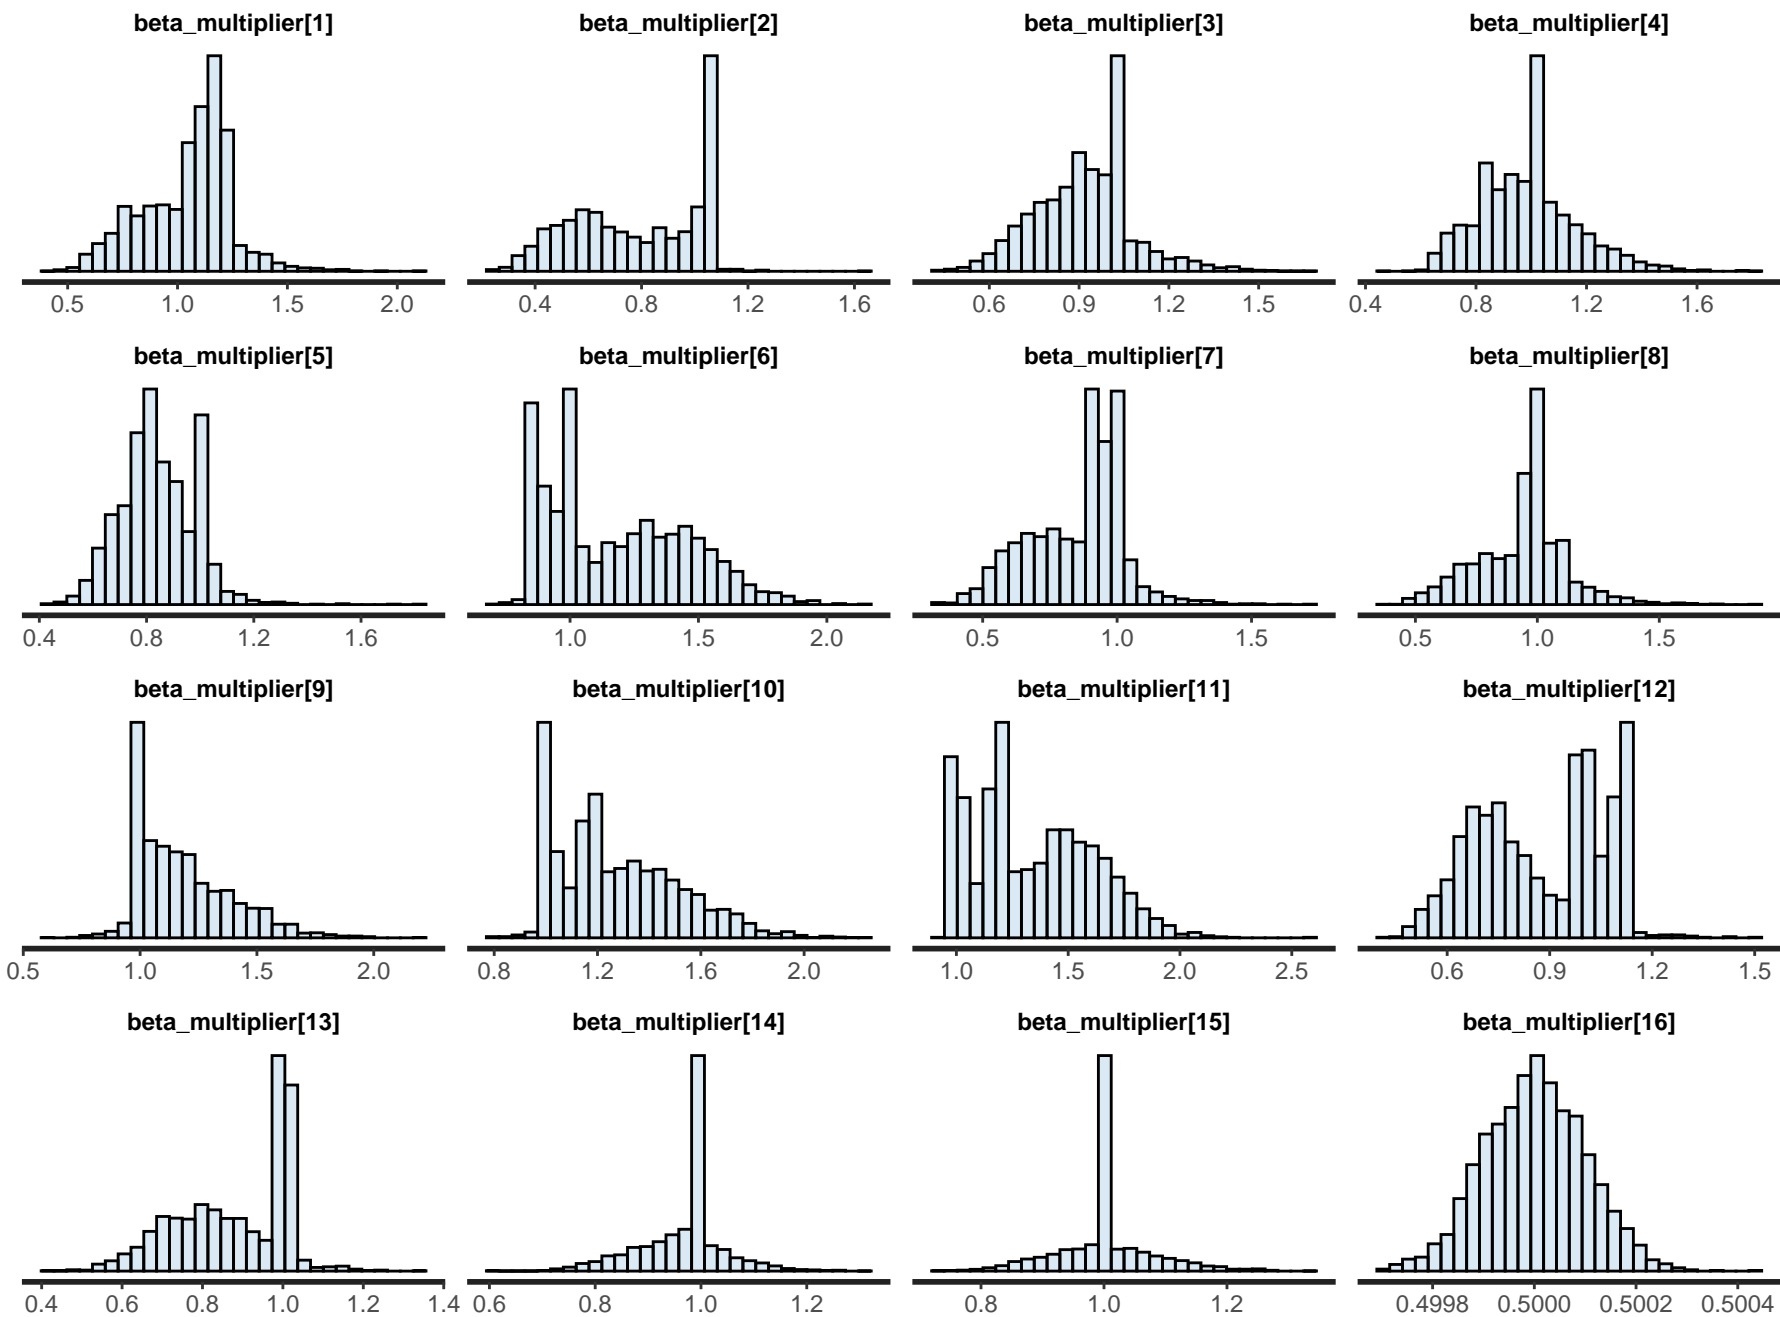 beta_multiplier[1] beta_multiplier[2] beta_multiplier[3] beta_multiplier[4]
0.5 1.0 1.5 2.0 0.4 0.8 1.2 1.6 0.6 0.9 1.2 1.5 0.4 0.8 1.2 1.6
beta_multiplier[5] beta_multiplier[6] beta_multiplier[7] beta_multiplier[8]
0.4 0.8 1.2 1.6 1.0 1.5 2.0 0.5 1.0 1.5 0.5 1.0 1.5
beta_multiplier[9] beta_multiplier[10] beta_multiplier[11] beta_multiplier[12]
0.5 1.0 1.5 2.0 0.8 1.2 1.6 2.0 1.0 1.5 2.0 2.5 0.6 0.9 1.2 1.5
beta_multiplier[13] beta_multiplier[14] beta_multiplier[15] beta_multiplier[16]
0.4 0.6 0.8 1.0 1.2 1.4 0.6 0.8 1.0 1.2 0.8 1.0 1.2 0.4998 0.5000 0.5002 0.5004